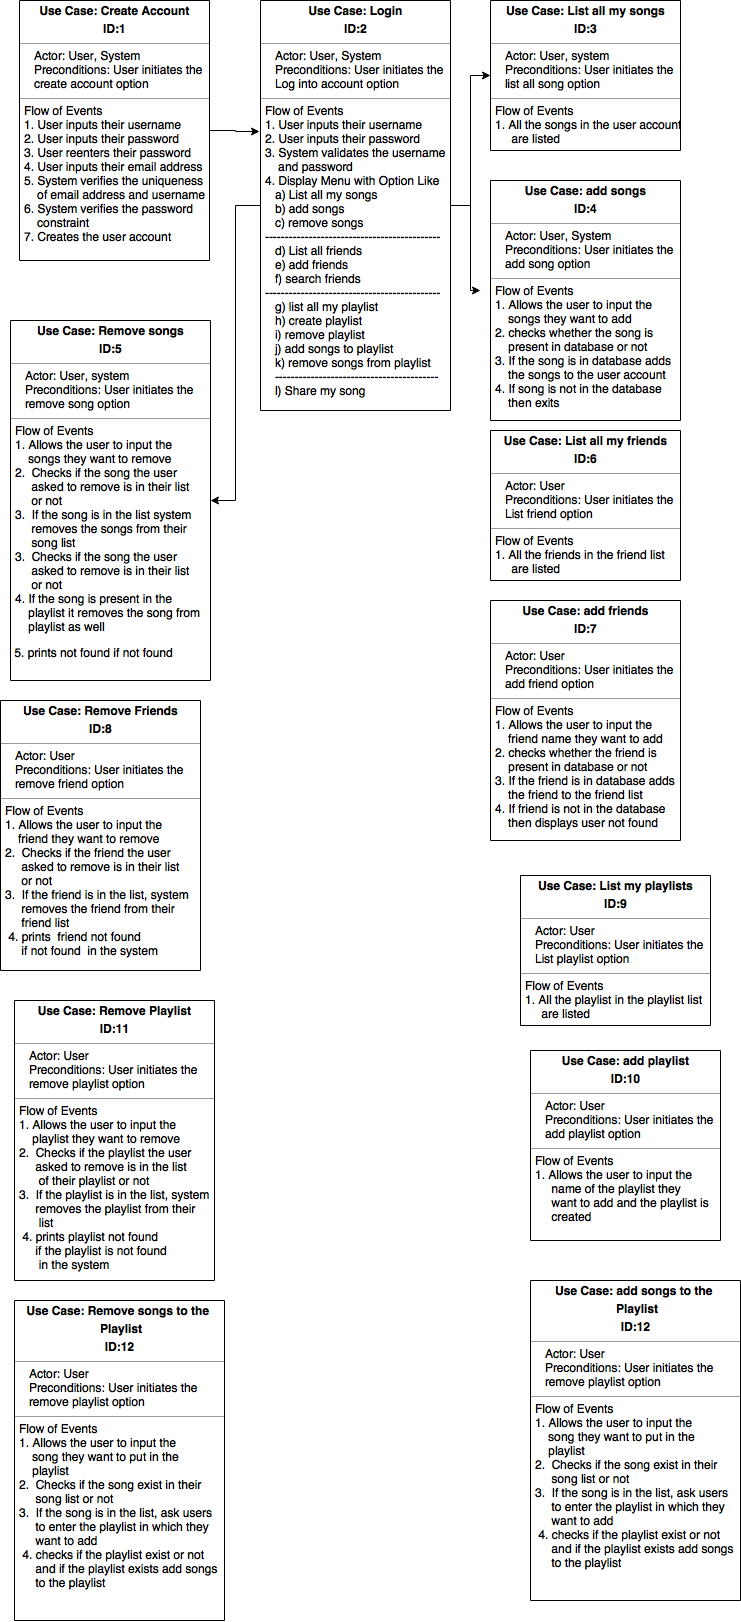 Use Case: Create Account
ID:1
Actor: User, System
Preconditions: User initiates the
create account option
Flow of Events
1. User inputs their username
2. User inputs their password
3. User reenters their password
4. User inputs their email address
5. System verifies the uniqueness
of email address and username
6. System verifies the password
constraint
7. Creates the user account
Use Case: Login
ID:2
Actor: User, System
Preconditions: User initiates the
Log into account option
Flow of Events
1. User inputs their username
2. User inputs their password
3. System validates the username
and password
4. Display Menu with Option Like
a) List all my songs
b) add songs
c) remove songs
--------------------------------------------
d) List all friends
e) add friends
f) search friends
--------------------------------------------
g) list all my playlist
h) create playlist
i) remove playlist
j) add songs to playlist
k) remove songs from playlist
-----------------------------------------
l) Share my song
Use Case: List all my songs
ID:3
Actor: User, system
Preconditions: User initiates the
list all song option
Flow of Events
1. All the songs in the user account
are listed
Use Case: add songs
ID:4
Actor: User, System
Preconditions: User initiates the
add song option
Flow of Events
1. Allows the user to input the
songs they want to add
2. checks whether the song is
present in database or not
3. If the song is in database adds
the songs to the user account
4. If song is not in the database
then exits
Use Case: Remove songs
ID:5
Actor: User, system
Preconditions: User initiates the
remove song option
Flow of Events
1. Allows the user to input the
songs they want to remove
2. Checks if the song the user
asked to remove is in their list
or not
3. If the song is in the list system
removes the songs from their
song list
3. Checks if the song the user
asked to remove is in their list
or not
4. If the song is present in the
playlist it removes the song from
playlist as well
5. prints not found if not found
Use Case: List all my friends
ID:6
Actor: User
Preconditions: User initiates the
List friend option
Flow of Events
1. All the friends in the friend list
are listed
Use Case: add friends
ID:7
Actor: User
Preconditions: User initiates the
add friend option
Flow of Events
1. Allows the user to input the
friend name they want to add
2. checks whether the friend is
present in database or not
3. If the friend is in database adds
the friend to the friend list
4. If friend is not in the database
then displays user not found
Use Case: Remove Friends
ID:8
Actor: User
Preconditions: User initiates the
remove friend option
Flow of Events
1. Allows the user to input the
friend they want to remove
2. Checks if the friend the user
asked to remove is in their list
or not
3. If the friend is in the list, system
removes the friend from their
friend list
4. prints friend not found
if not found in the system
Use Case: List my playlists
ID:9
Actor: User
Preconditions: User initiates the
List playlist option
Flow of Events
1. All the playlist in the playlist list
are listed
Use Case: add playlist
ID:10
Actor: User
Preconditions: User initiates the
add playlist option
Flow of Events
1. Allows the user to input the
name of the playlist they
want to add and the playlist is
created
Use Case: Remove Playlist
ID:11
Actor: User
Preconditions: User initiates the
remove playlist option
Flow of Events
1. Allows the user to input the
playlist they want to remove
2. Checks if the playlist the user
asked to remove is in the list
of their playlist or not
3. If the playlist is in the list, system
removes the playlist from their
list
4. prints playlist not found
if the playlist is not found
in the system
Use Case: Remove songs to the
Playlist
ID:12
Actor: User
Preconditions: User initiates the
remove playlist option
Flow of Events
1. Allows the user to input the
song they want to put in the
playlist
2. Checks if the song exist in their
song list or not
3. If the song is in the list, ask users
to enter the playlist in which they
want to add
4. checks if the playlist exist or not
and if the playlist exists add songs
to the playlist
Use Case: add songs to the
Playlist
ID:12
Actor: User
Preconditions: User initiates the
remove playlist option
Flow of Events
1. Allows the user to input the
song they want to put in the
playlist
2. Checks if the song exist in their
song list or not
3. If the song is in the list, ask users
to enter the playlist in which they
want to add
4. checks if the playlist exist or not
and if the playlist exists add songs
to the playlist